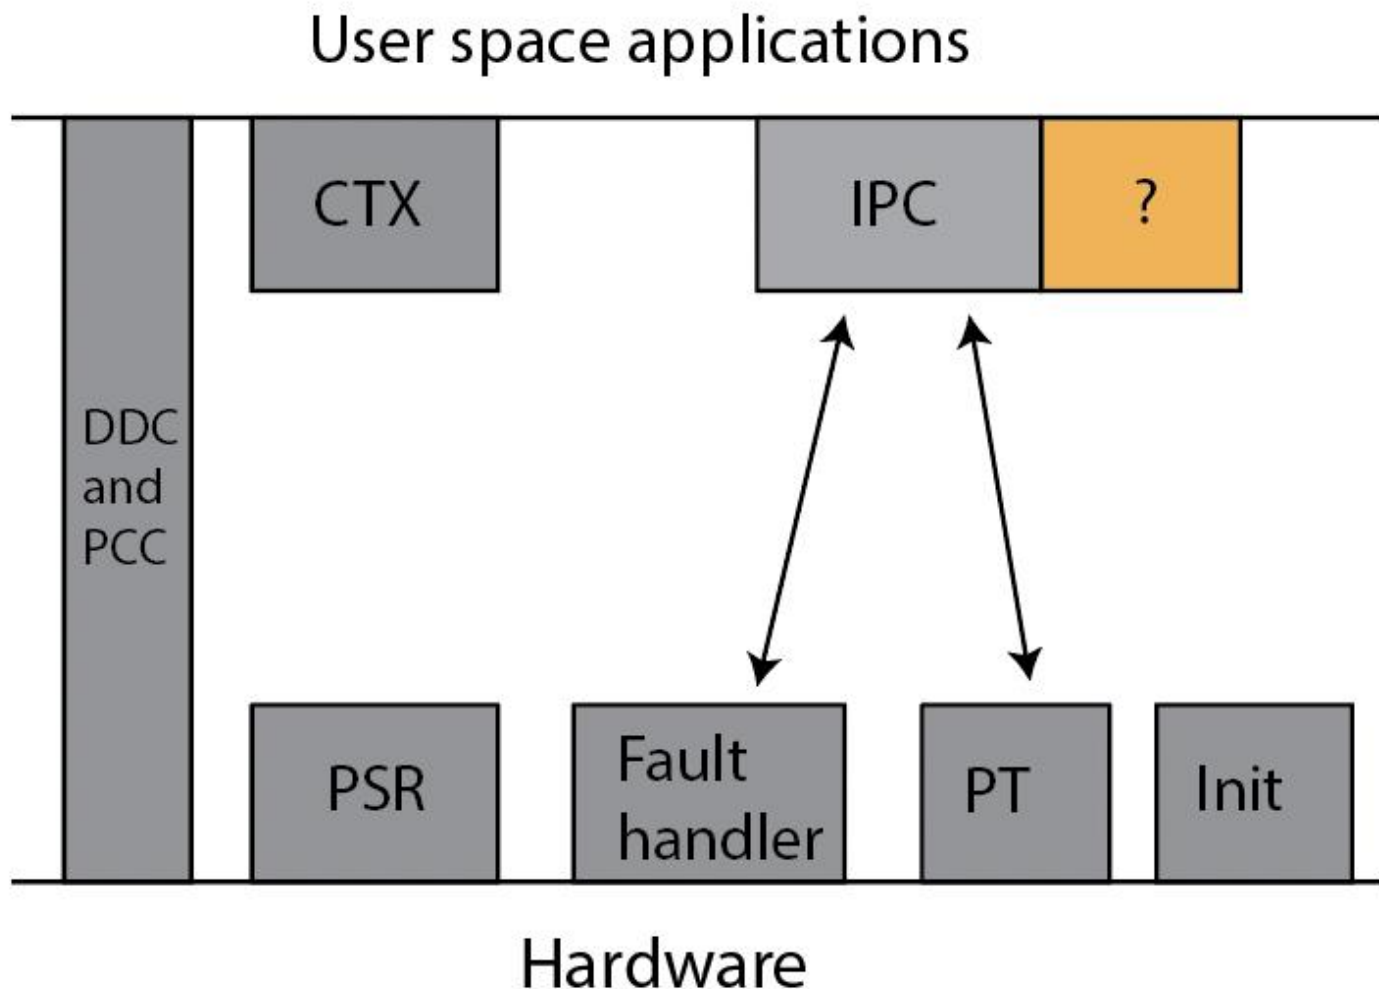 User space applications
CTX
IPC
?
DDC
and
PCC
PSR
Fault
handler
PT
Init
Hardware